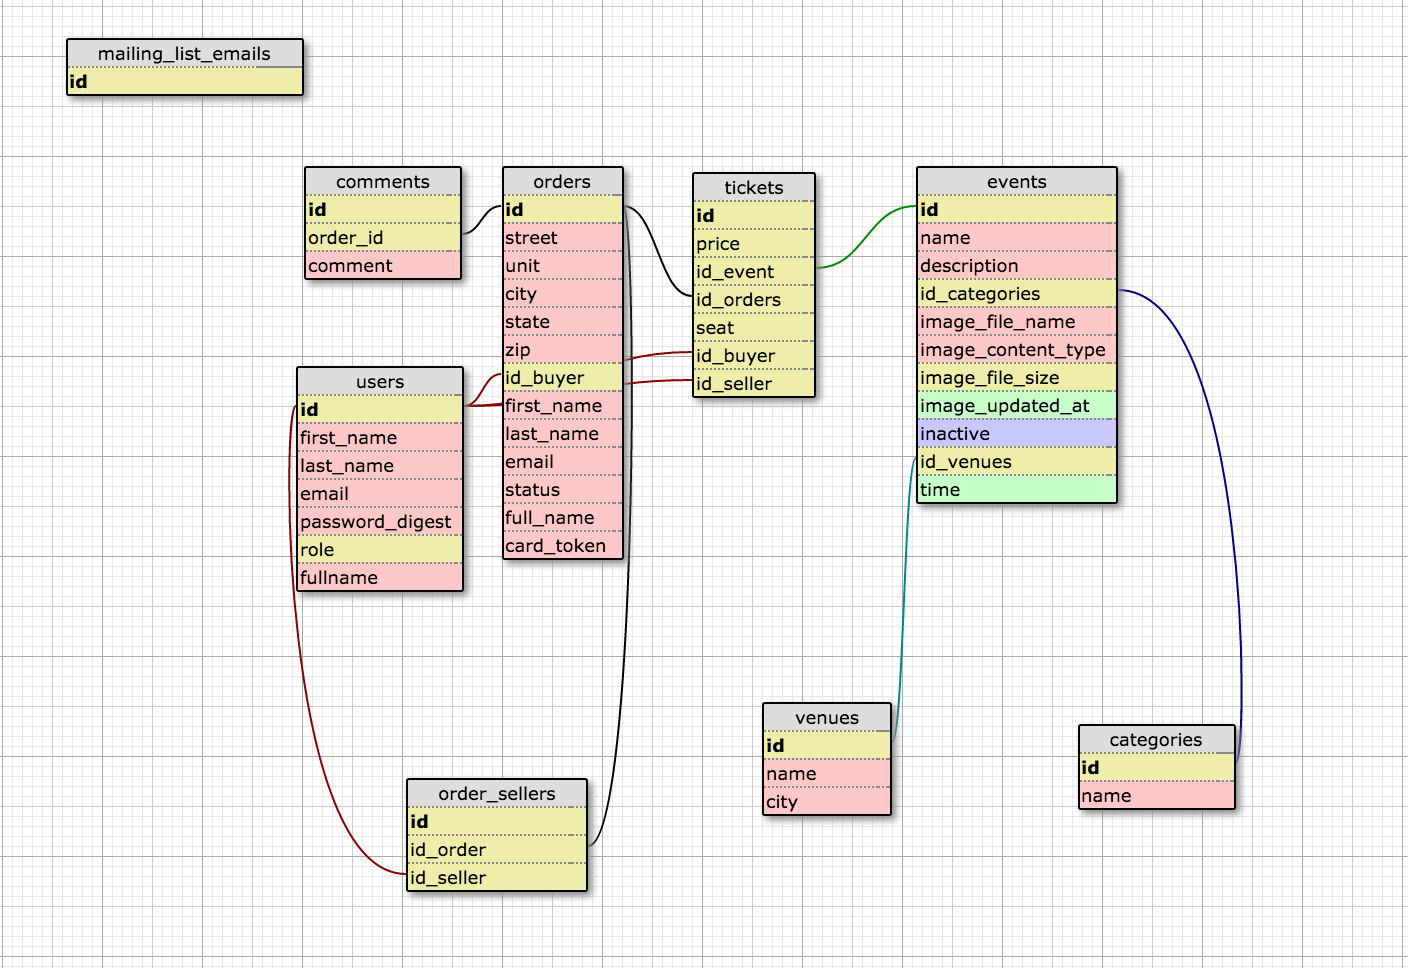 mailing_list_emails
id
comments
id
order_id
comment
orders
id
street
unit
city
state
zip
id_buyer
first_name
last_name
email
status
full_name
card_token
tickets
id
price
id_event
id_orders
seat
id_buyer
id_seller
events
id
name
description
id_categories
image_file_name
image_content_type
image_file_size
image_updated_at
inactive
id_venues
time
users
id
first_name
last_name
email
password_digest
role
fullname
venues
id
name
city
categories
id
name
order_sellers
id
id_order
id_seller